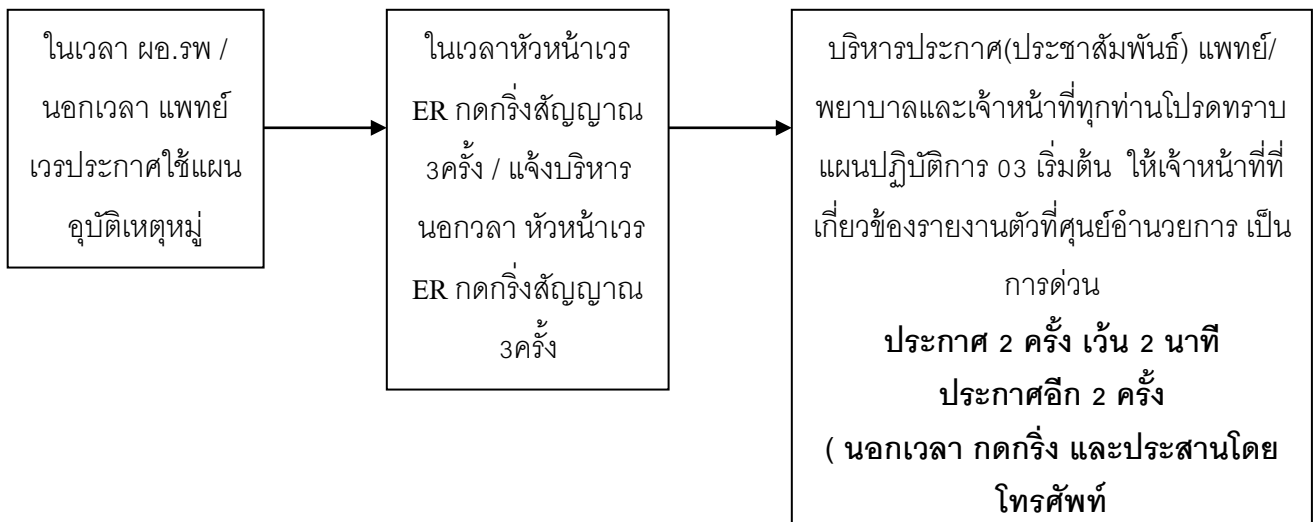 ในเวลา ผอ.รพ /
นอกเวลา แพทย์
เวรประกาศใช้แผน
อุบัติเหตุหมู่
ในเวลาหัวหน้าเวร
ER กดกริ่งสัญญาณ
3ครั้ง / แจ้งบริหาร
นอกวลา หัวหน้าเวร
ER กดกริ่งสัญญาณ
3ครั้ง
บริหารประกาศ(ประชาสัมพันธ์) แพทย์/
พยาบาลและเจ้าหน้าที่ทุกท่านโปรดทราบ
แผนปฏิบัติการ 03 เริ่มต้น ให้เจ้าหน้าที่ที่
เกี่ยวข้องรายงานตัวที่ศูนย์อำนวยการ เป็น
การด่วน
ประกาศ 2 ครั้ง เว้น 2 นาที
ประกาศอีก 2 ครั้ง
( นอกเวลา กดกริ่ง และประสานโดย
โทรศัพท์